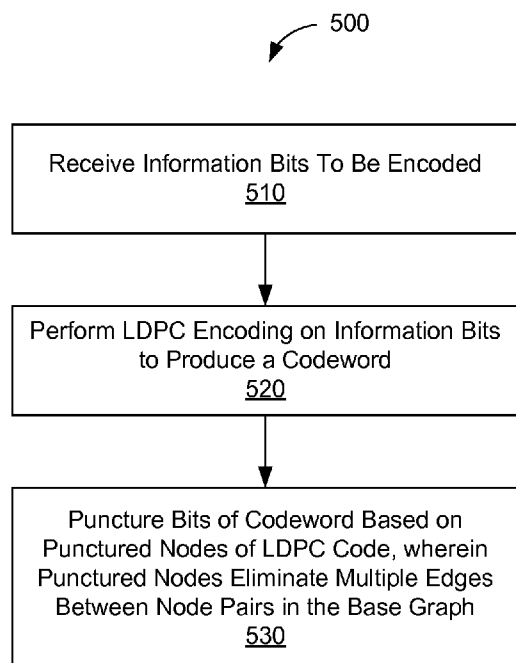 500
Receive Information Bits To Be Encoded
510
Perform LDPC Encoding on Information Bits
to Produce a Codeword
520
Puncture Bits of Codeword Based on
Punctured Nodes of LDPC Code, wherein
Punctured Nodes Eliminate Multiple Edges
Between Node Pairs in the Base Graph
530